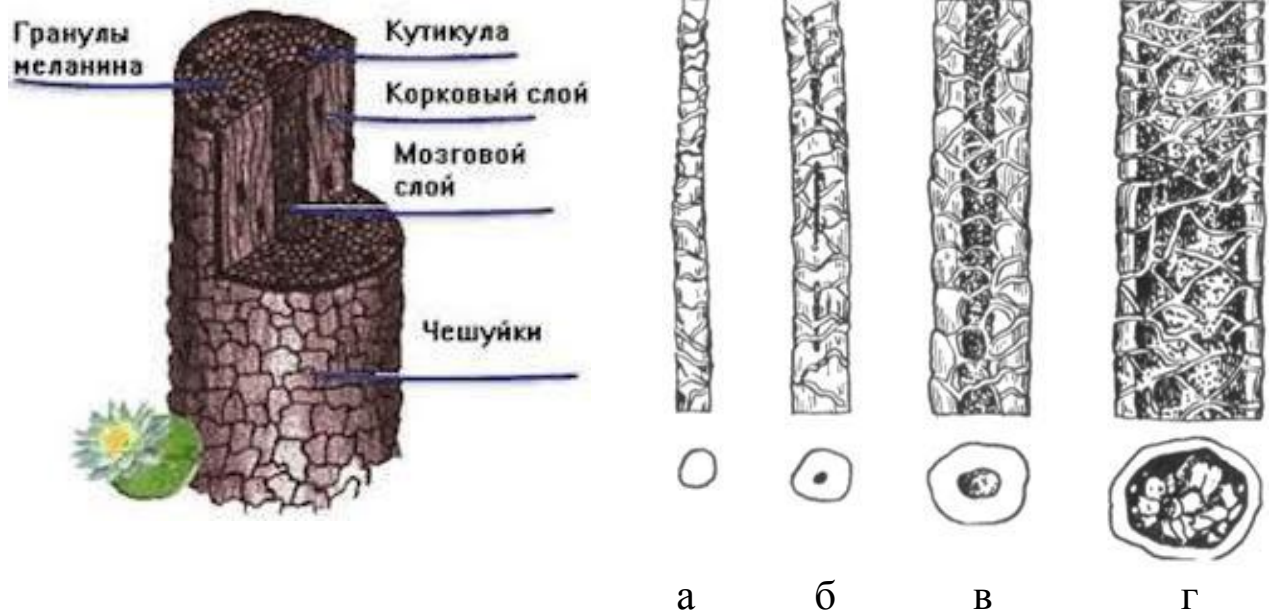 Гранулы
меланина
Кутикула
Корковый слой
Мозговой
слой
Чешуйки
а б в г